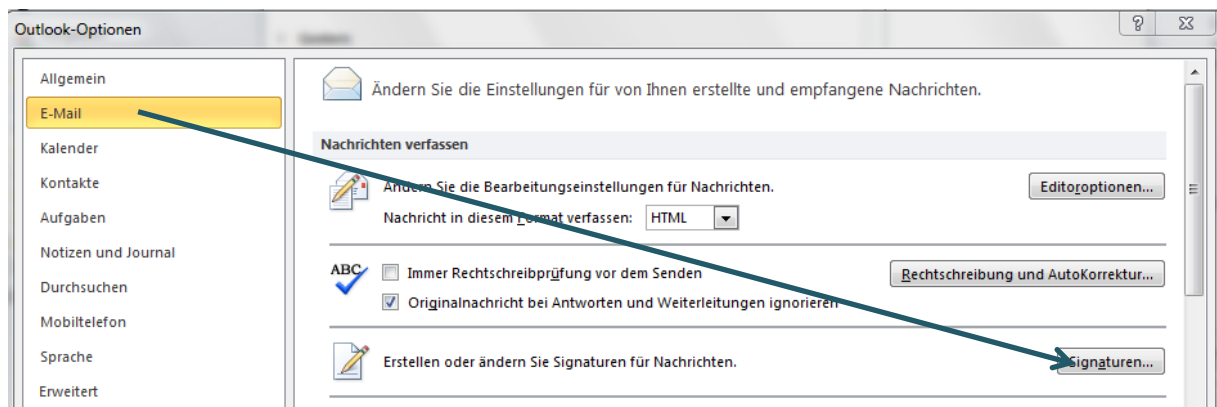 Outlook-Optionen
Allgemein
E-Mail
Kalender
Kontakte
Aufgaben
Notizen und Journal
Durchsuchen
Mobiltelefon
Sprache
Erweitert
Ändern Sie die Einstellungen für von Ihnen erstellte und empfangene Nachrichten.
Nachrichten verfassen
Ändern Sie die Bearbeitungseinstellungen für Nachrichten.
Editoroptionen...
Nachricht in diesem Format verfassen: HTML
ABC
Immer Rechtschreibprüfung vor dem Senden
Rechtschreibung und AutoKorrektur...
Originalnachricht bei Antworten und Weiterleitungen ignorieren
Erstellen oder ändern Sie Signaturen für Nachrichten.
Signaturen...